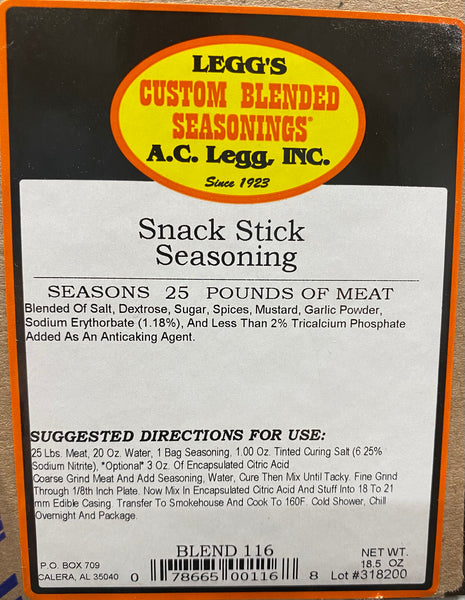 LEGG'S
CUSTOM BLENDED
SEASONINGS®
A.C. Legg, INC.
Since 1923
Snack Stick
Seasoning
SEASONS 25 POUNDS OF MEAT
Blended Of Salt, Dextrose, Sugar, Spices, Mustard, Garlic Powder,
Sodium Erythorbate (1.18%), And Less Than 2% Tricalcium Phosphate
Added As An Anticaking Agent.
SUGGESTED DIRECTIONS FOR USE:
25 Lbs. Meat, 20 Oz. Water, 1 Bag Seasoning, 1.00 Oz. Tinted Curing Salt (6 25%
Sodium Nitrite), *Optional* 3 Oz. Of Encapsulated Citric Acid
Coarse Grind Meat And Add Seasoning, Water, Cure Then Mix Until Tacky. Fine Grind
Through 1/8th Inch Plate. Now Mix In Encapsulated Citric Acid And Stuff Into 18 To 21
mm Edible Casing. Transfer To Smokehouse And Cook To 160F. Cold Shower, Chill
Overnight And Package.
BLEND 116
P.O. BOX 709
CALERA, AL 35040
0 78665 00116 8
NET WT.
18.5 OZ
Lot #318200